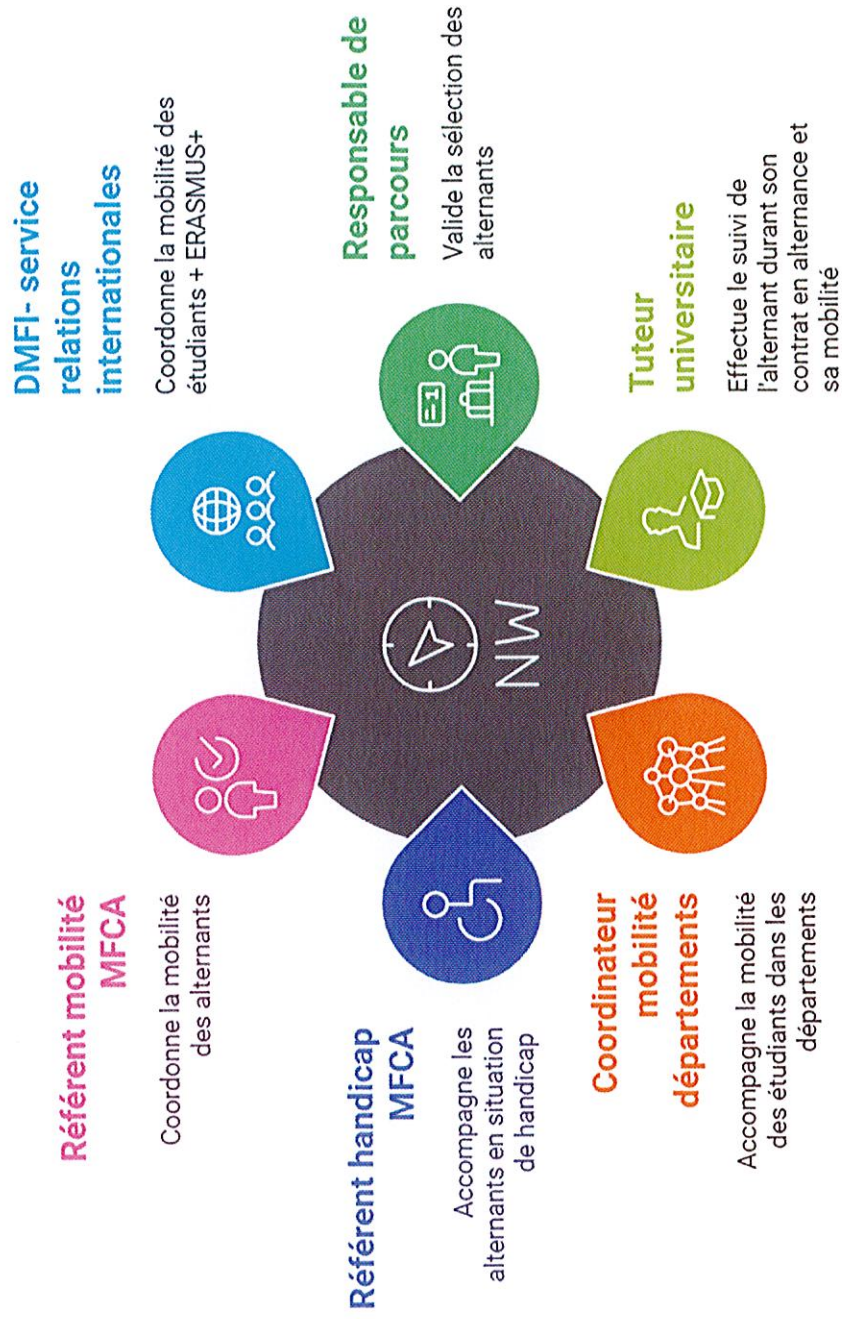 Référent mobilité
MFCA
Coordonne la mobilité
des alternants
DMFI- service
relations
internationales
Coordonne la mobilité des
étudiants + ERASMUS+
Référent handicap
MFCA
Accompagne les
alternants en situation
de handicap
NW
Responsable de
parcours
Valide la sélection des
alternants
Coordinateur
mobilité
départements
Accompagne la mobilité
des étudiants dans les
départements
Tuteur
universitaire
Effectue le suivi de
l'alternant durant son
contrat en alternance et
sa mobilité